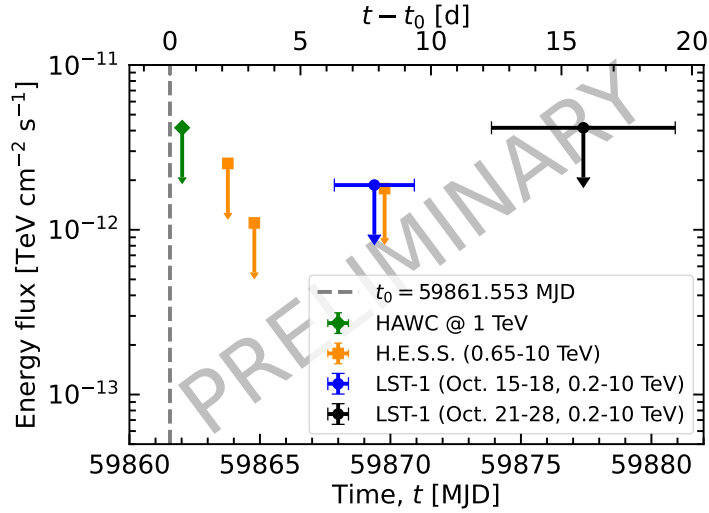 t − t₀ [d]
0 5 10 15 20
Energy flux [TeV cm⁻² s⁻¹]
10⁻¹¹
10⁻¹²
10⁻¹³
PRELIMINARY
t₀ = 59861.553 MJD
HAWC @ 1 TeV
H.E.S.S. (0.65-10 TeV)
LST-1 (Oct. 15-18, 0.2-10 TeV)
LST-1 (Oct. 21-28, 0.2-10 TeV)
59860 59865 59870 59875 59880
Time, t [MJD]